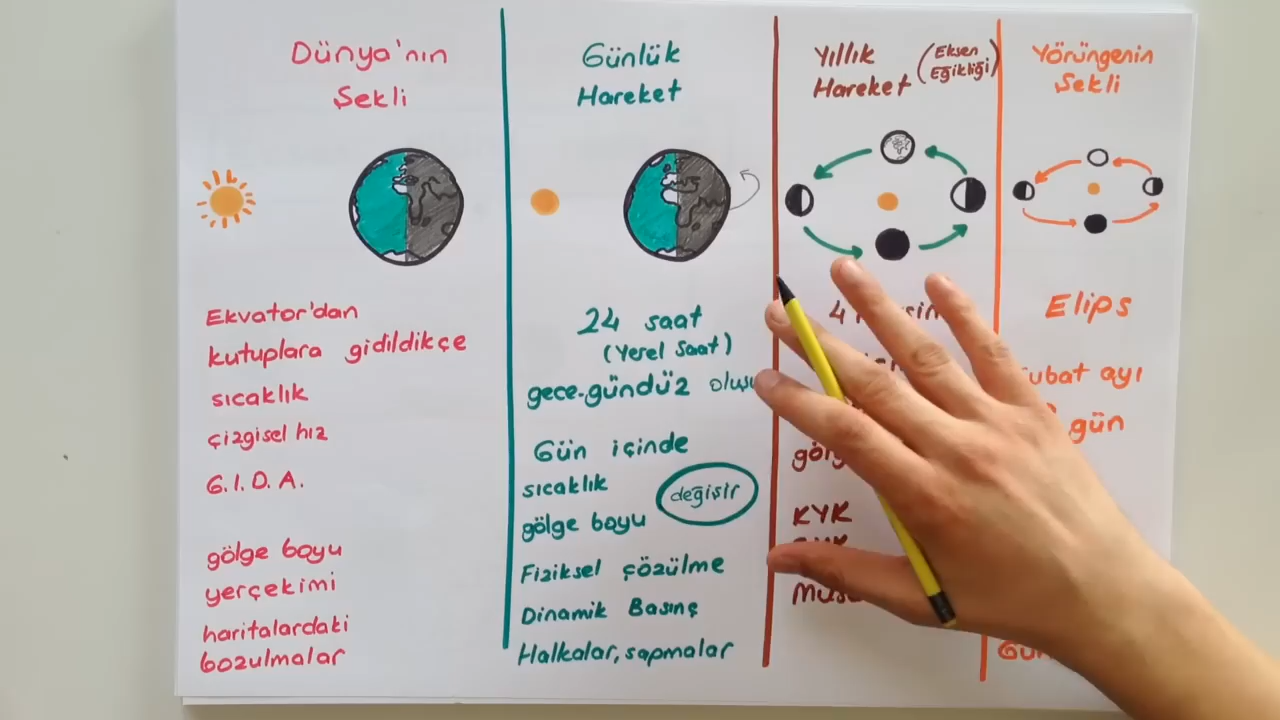 Dünya'nın
Şekli
Ekvator'dan
kutuplara gidildikçe
sıcaklık
çizgisel hız
G.I.D.A.
gölge boyu
yerçekimi
haritalardaki
bozulmalar
Günlük
Hareket
24 saat
(Yerel Saat)
gece-gündüz
Gün içinde
sıcaklık
değişir
gölge boyu
Fiziksel çözülme
Dinamik Basınç
Halkalar, sapmalar
Yıllık (Eksen
Eğikliği)
Hareket
4
KYK
Yörüngenin
Şekli
Elips
ayı
gün